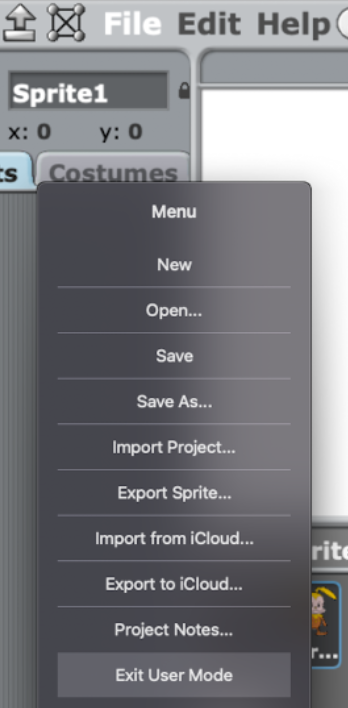 File Edit Help
Sprite1
x: 0 y: 0
ts Costumes
Menu
New
Open...
Save
Save As...
Import Project...
Export Sprite...
Import from iCloud...
Export to iCloud...
Project Notes...
Exit User Mode
rite
r...